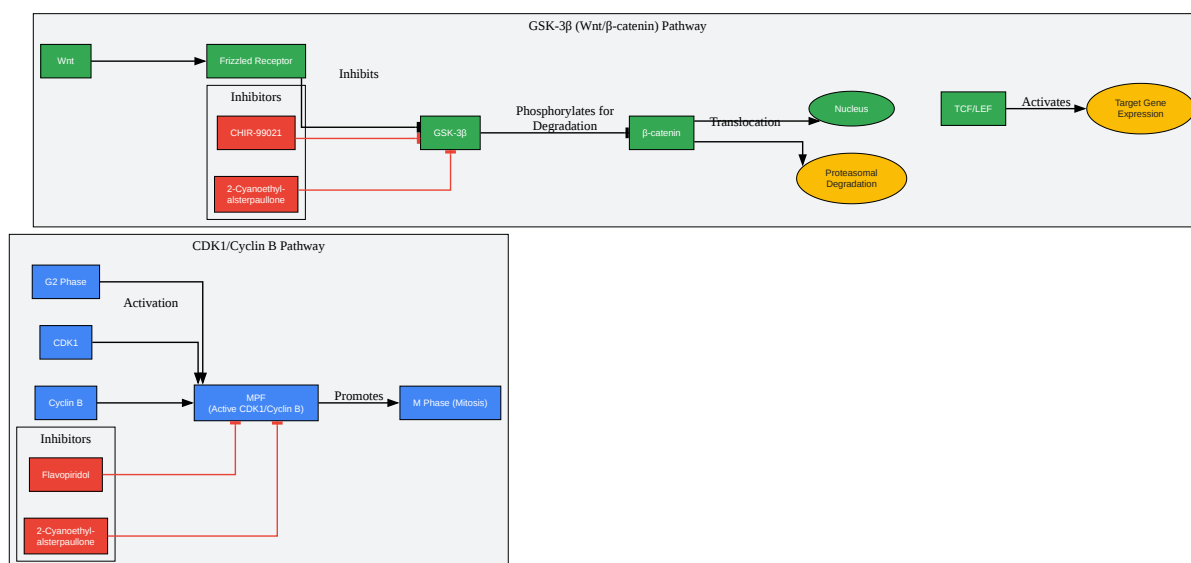 GSK-3β (Wnt/β-catenin) Pathway
Wnt
Frizzled Receptor
Inhibits
Inhibitors
CHIR-99021
2-Cyanoethyl-
alsterpaullone
GSK-3β
Phosphorylates for
Degradation
β-catenin
Translocation
Nucleus
Proteasomal
Degradation
TCF/LEF
Activates
Target Gene
Expression
CDK1/Cyclin B Pathway
G2 Phase
Activation
CDK1
Cyclin B
MPF
(Active CDK1/Cyclin B)
Promotes
M Phase (Mitosis)
Inhibitors
Flavopiridol
2-Cyanoethyl-
alsterpaullone